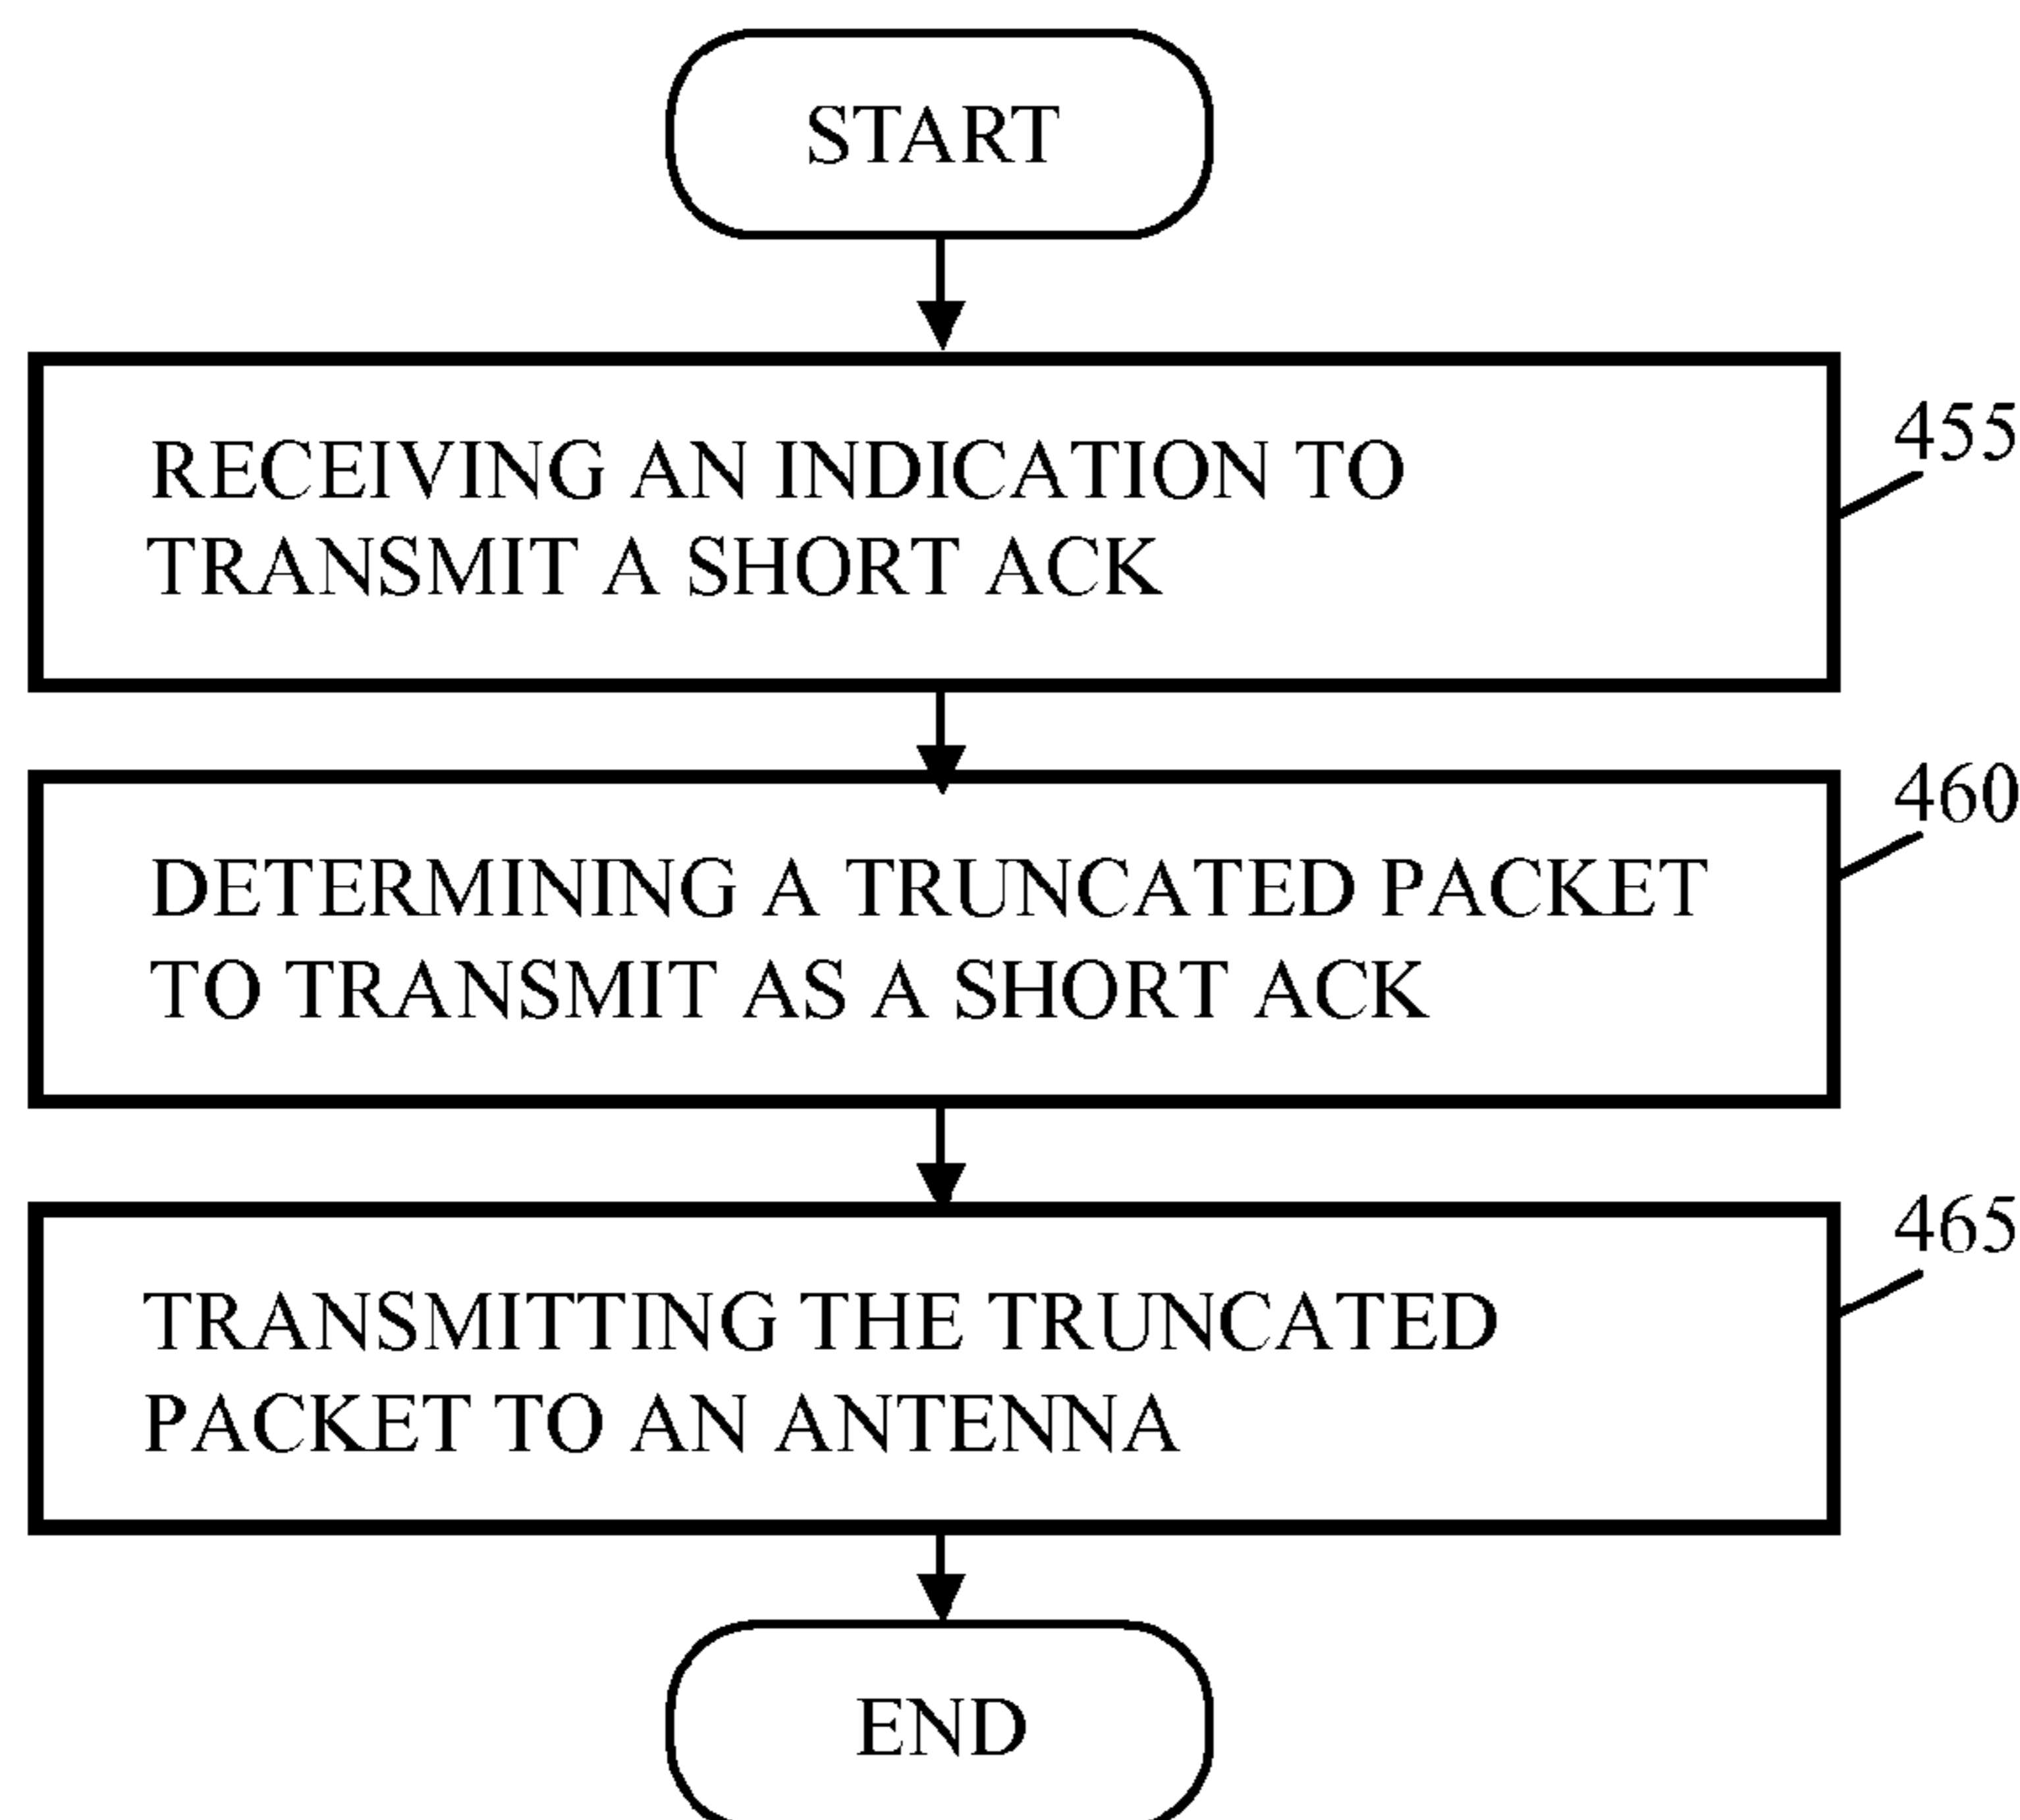 START
455
RECEIVING AN INDICATION TO
TRANSMIT A SHORT ACK
460
DETERMINING A TRUNCATED PACKET
TO TRANSMIT AS A SHORT ACK
465
TRANSMITTING THE TRUNCATED
PACKET TO AN ANTENNA
END